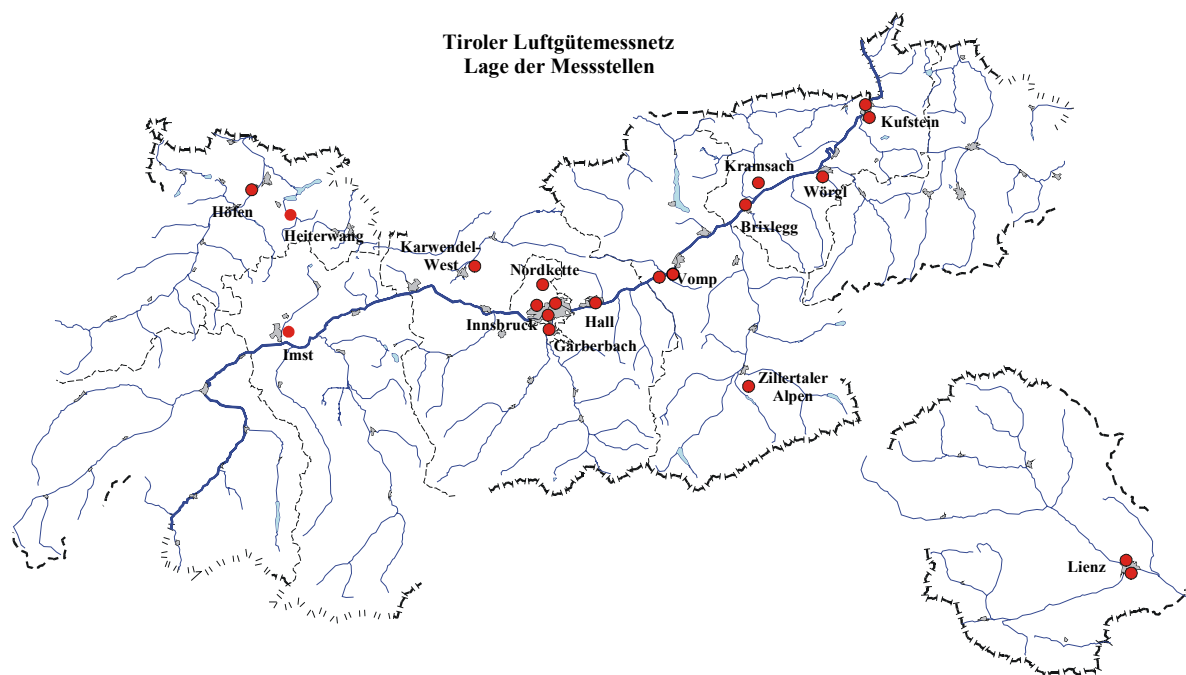 Tiroler Luftgütemessnetz
Lage der Messstellen
Kufstein
Kramsach
Wörgl
Höfen
Brixlegg
Heiterwang
Karwendel-
West
Nordkette
Vomp
Innsbruck
Hall
Gärberbach
Imst
Zillertaler
Alpen
Lienz